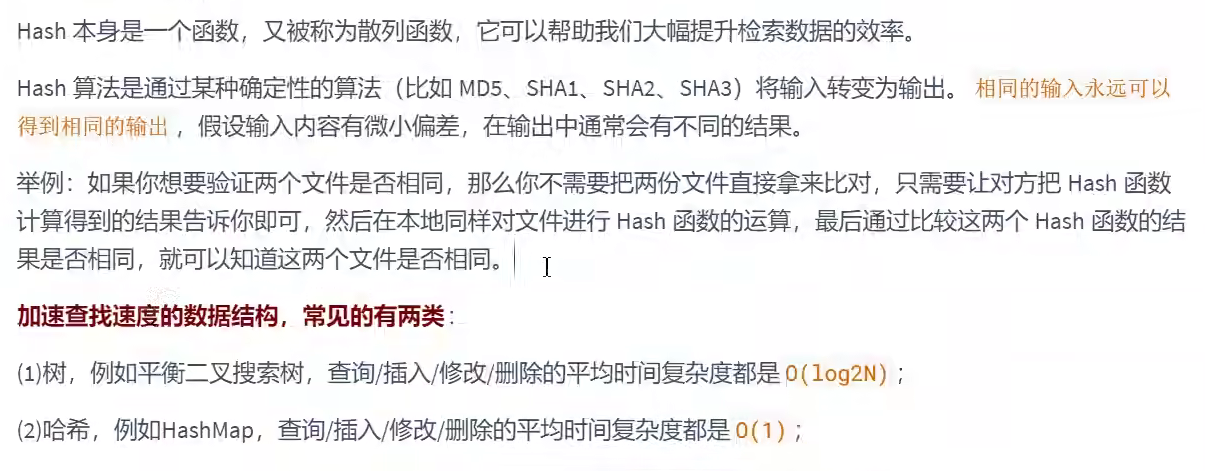 Hash 本身是一个函数，又被称为散列函数，它可以帮助我们大幅提升检索数据的效率。
Hash 算法是通过某种确定性的算法（比如 MD5、SHA1、SHA2、SHA3）将输入转变为输出。 相同的输入永远可以
得到相同的输出 ，假设输入内容有微小偏差，在输出中通常会有不同的结果。
举例：如果你想要验证两个文件是否相同，那么你不需要把两份文件直接拿来比对，只需要让对方把 Hash 函数
计算得到的结果告诉你即可，然后在本地同样对文件进行 Hash 函数的运算，最后通过比较这两个 Hash 函数的结
果是否相同，就可以知道这两个文件是否相同。
加速查找速度的数据结构，常见的有两类：
(1)树，例如平衡二叉搜索树，查询/插入/修改/删除的平均时间复杂度都是 O(log2N) ；
(2)哈希，例如HashMap，查询/插入/修改/删除的平均时间复杂度都是 O(1) ；